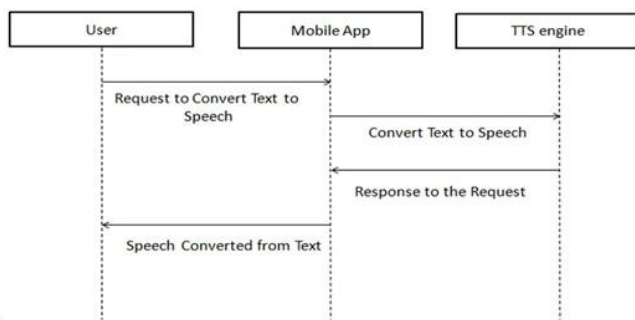 User
Mobile App
TTS engine
Request to Convert Text to
Speech
Convert Text to Speech
Response to the Request
Speech Converted from Text